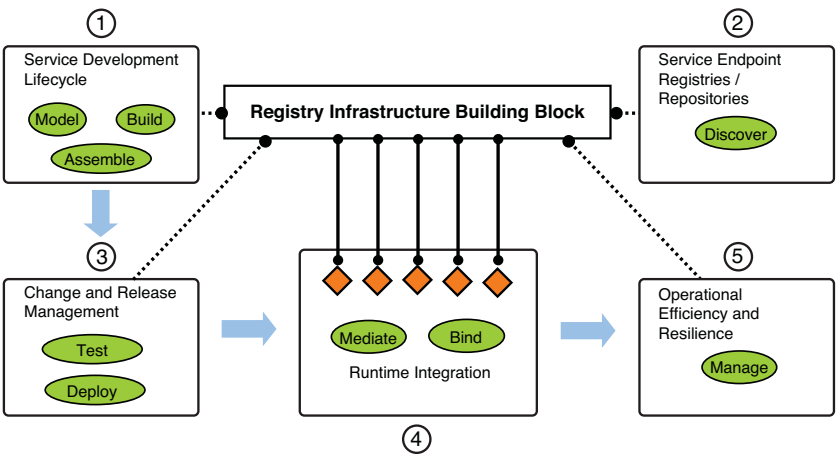 1
Service Development
Lifecycle
Model
Build
Assemble
Registry Infrastructure Building Block
2
Service Endpoint
Registries /
Repositories
Discover
3
Change and Release
Management
Test
Deploy
Mediate
Bind
Runtime Integration
4
5
Operational
Efficiency and
Resilience
Manage